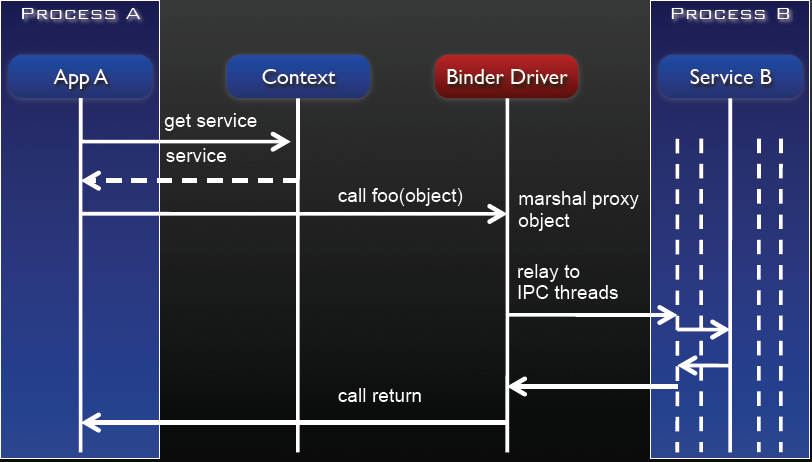 PROCESS A
PROCESS B
App A
Context
Binder Driver
Service B
get service
service
call foo(object)
marshal proxy
object
relay to
IPC threads
call return